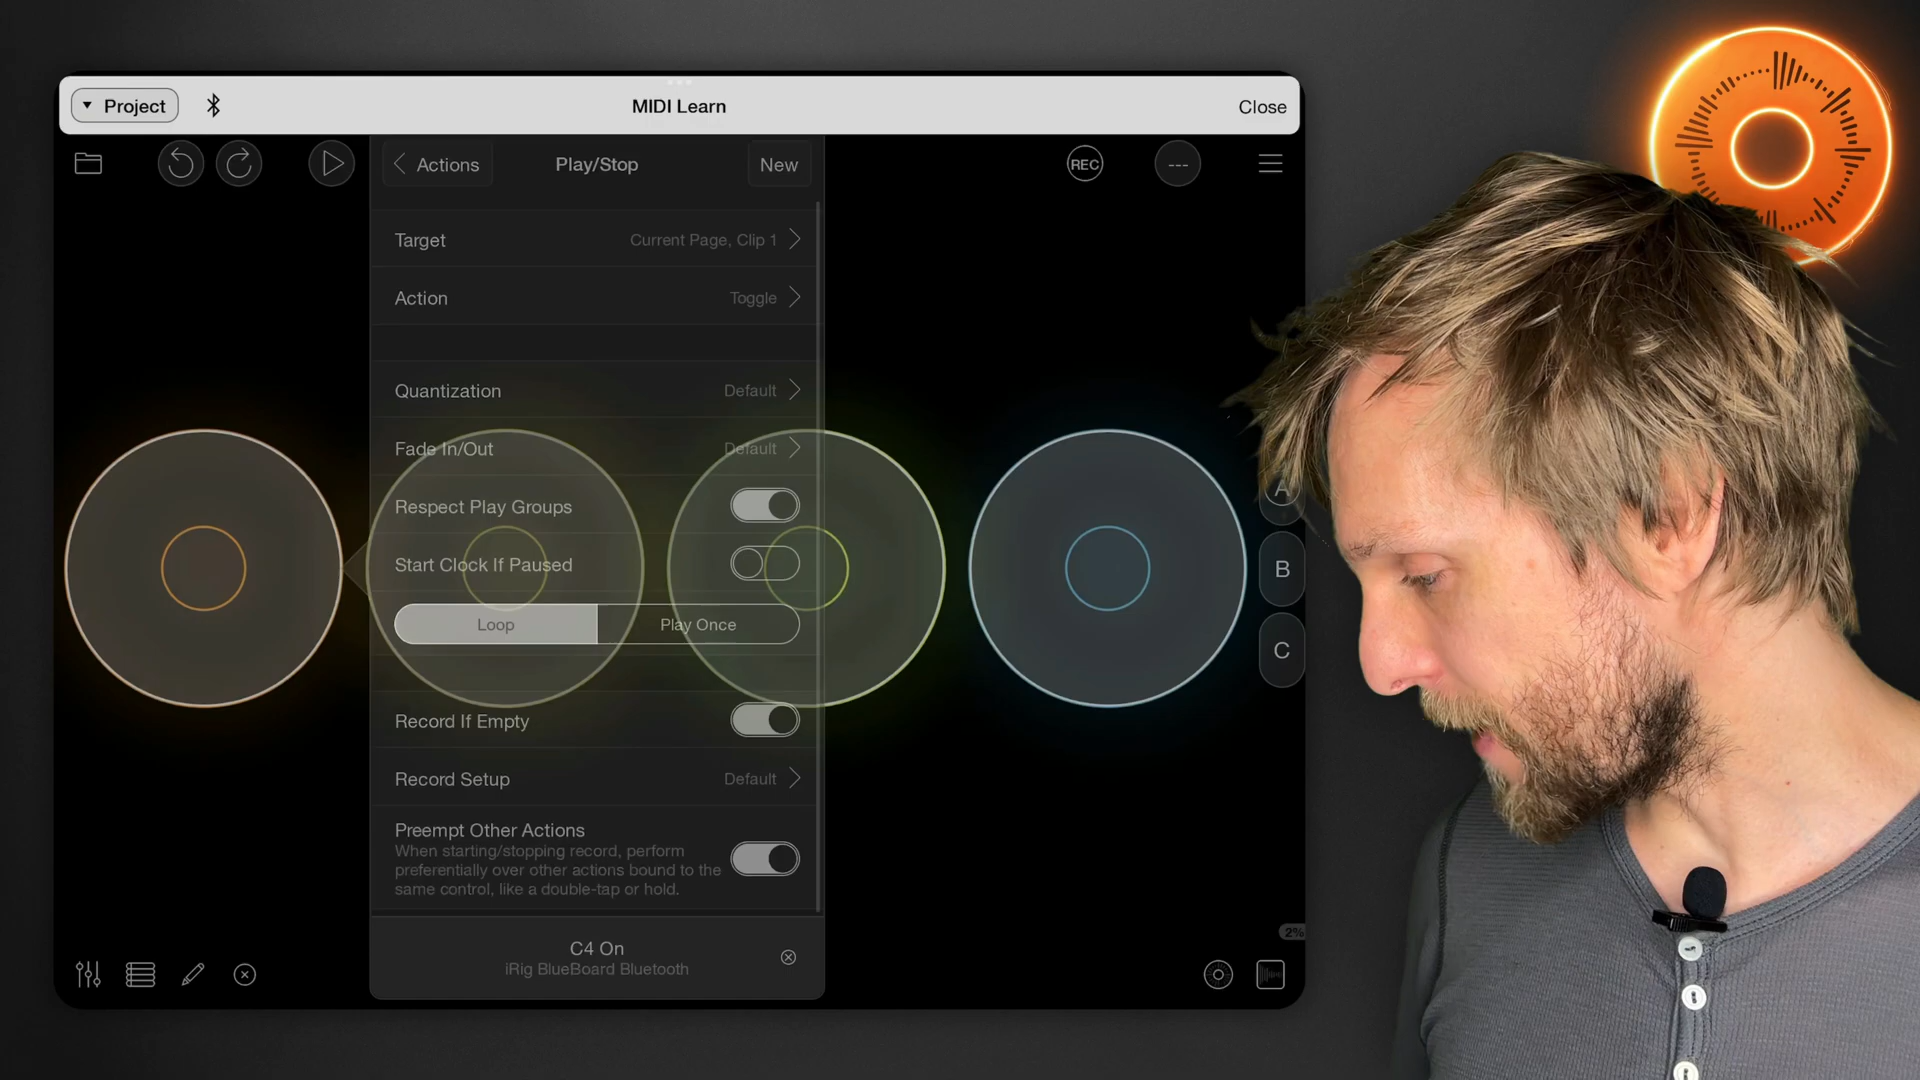 Project
MIDI Learn
Close
Actions
Play/Stop
New
REC
---
Target
Current Page, Clip 1
Action
Toggle
Quantization
Default
Fade In/Out
Default
Respect Play Groups
Start Clock If Paused
Loop
Play Once
A
B
C
Record If Empty
Record Setup
Default
Preempt Other Actions
When starting/stopping record, perform
preferentially over other actions bound to the
same control, like a double-tap or hold.
2%
C4 On
iRig BlueBoard Bluetooth